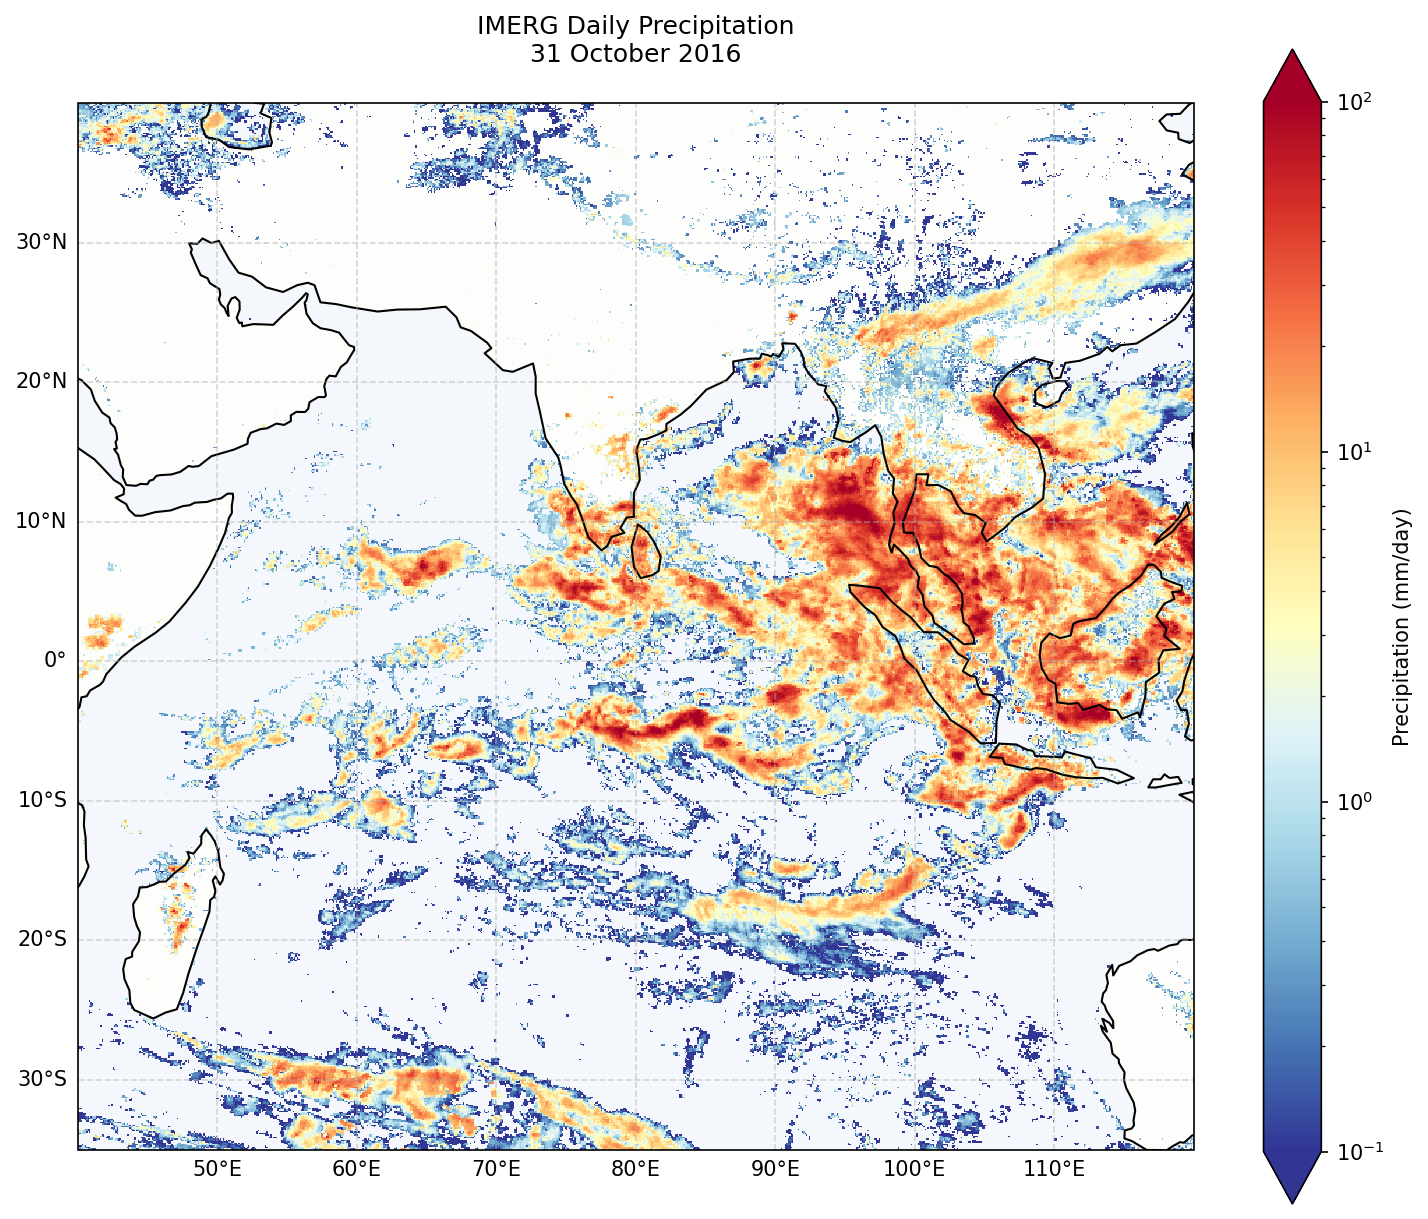 IMERG Daily Precipitation
31 October 2016
30°N
20°N
10°N
0°
10°S
20°S
30°S
50°E
60°E
70°E
80°E
90°E
100°E
110°E
10²
10¹
10⁰
10⁻¹
Precipitation (mm/day)